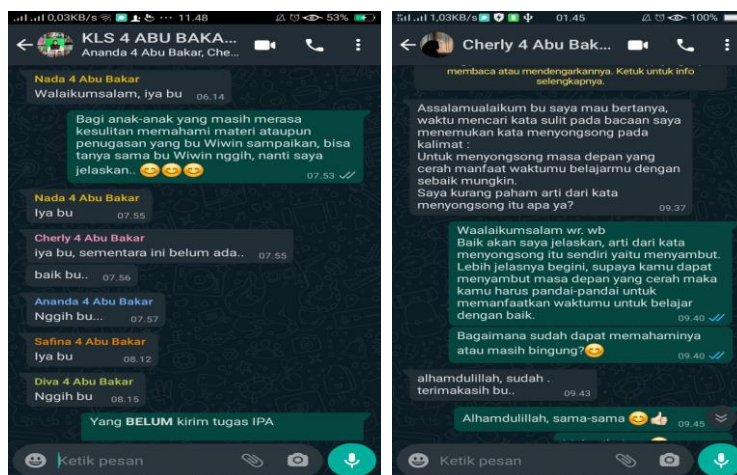 0,03KB/s ... 11.48 53%
KLS 4 ABU BAKA...
Ananda 4 Abu Bakar, Che...
Nada 4 Abu Bakar
Walaikumsalam, iya bu 06.14
Bagi anak-anak yang masih merasa
kesulitan memahami materi ataupun
penugasan yang bu Wiwin sampaikan, bisa
tanya sama bu Wiwin nggih, nanti saya
jelaskan.. 😊😊😊 07.53
Nada 4 Abu Bakar
Iya bu 07.55
Cherly 4 Abu Bakar
iya bu, sementara ini belum ada.. 07.55
baik bu.. 07.56
Ananda 4 Abu Bakar
Nggih bu... 07.57
Safina 4 Abu Bakar
Iya bu 08.12
Diva 4 Abu Bakar
Nggih bu 08.15
Yang BELUM kirim tugas IPA
Ketik pesan
1,03KB/s 01.45 100%
Cherly 4 Abu Bak...
membaca atau mendengarkannya. Ketuk untuk info
selengkapnya.
Assalamualaikum bu saya mau bertanya,
waktu mencari kata sulit pada bacaan saya
menemukan kata menyongsong pada
kalimat :
Untuk menyongsong masa depan yang
cerah manfaat waktumu belajarmu dengan
sebaik mungkin.
Saya kurang paham arti dari kata
menyongsong itu apa ya? 09.37
Waalaikumsalam wr. wb
Baik akan saya jelaskan, arti dari kata
menyongsong itu sendiri yaitu menyambut.
Lebih jelasnya begini, supaya kamu dapat
menyambut masa depan yang cerah maka
kamu harus pandai-pandai untuk
memanfaatkan waktumu untuk belajar
dengan baik. 09.40
Bagaimana sudah dapat memahaminya
atau masih bingung?😊 09.40
alhamdulillah, sudah .
terimakasih bu.. 09.43
Alhamdulillah, sama-sama 😊👍 09.45
Ketik pesan